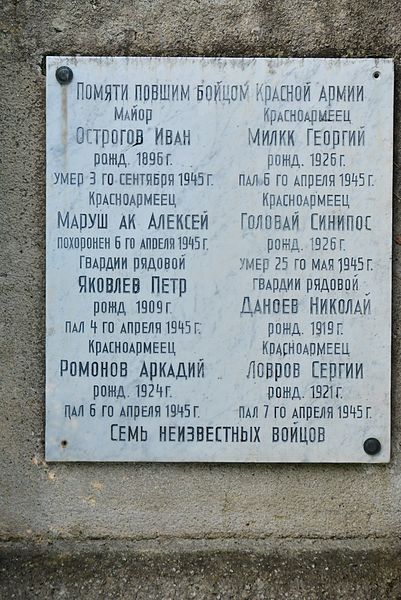 Помяти повшим бойцом Красной армии
Майор
Острогов Иван
рожд. 1896 г.
умер 3 го сентября 1945 г.
Красноармеец
Маруш ак Алексей
похоронен 6 го апреля 1945 г.
Гвардии рядовой
Яковлев Петр
рожд 1909 г.
пал 4 го апреля 1945 г.
Красноармеец
Ромонов Аркадий
рожд. 1924 г.
пал 6 го апреля 1945 г.
Красноармеец
Милкк Георгий
рожд. 1926 г.
пал 6 го апреля 1945 г.
Красноармеец
Головай Синипос
рожд. 1926 г.
умер 25 го мая 1945 г.
гвардии рядовой
Даноев Николай
рожд. 1919 г.
Красноармеец
Ловров Сергии
рожд. 1921 г.
пал 7 го апреля 1945 г.
Семь неизвестных войцов